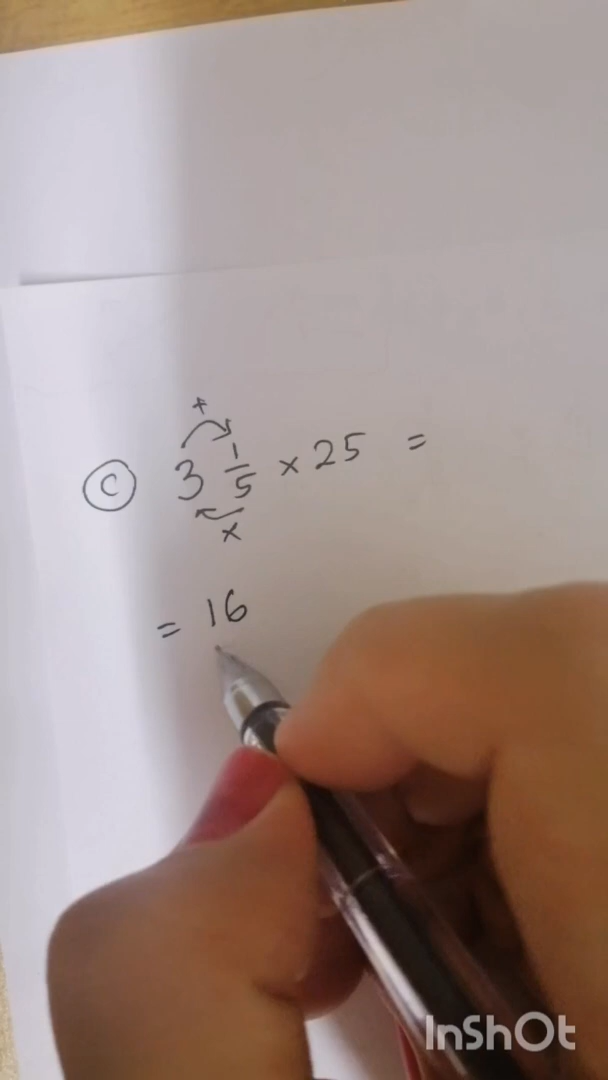 +
(c) 3 1/5 × 25 =
×
= 16
InShOt